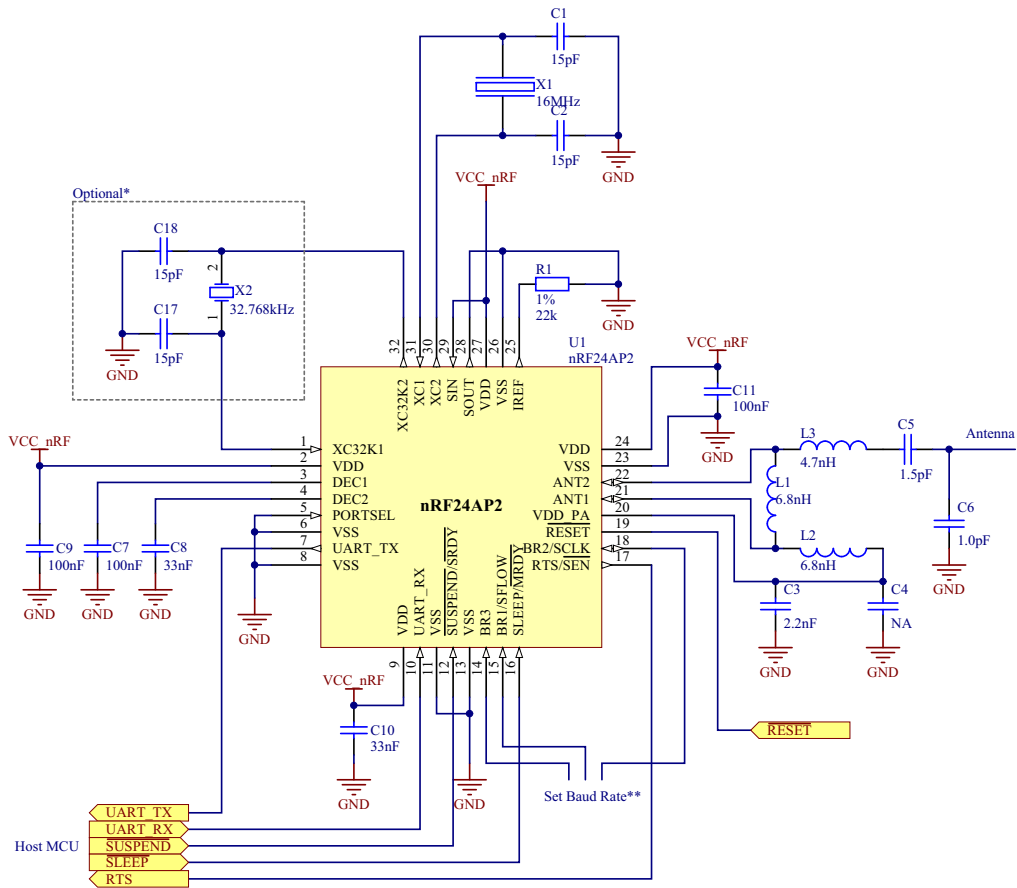 C1
15pF
X1
16MHz
C2
15pF
GND
VCC_nRF
Optional*
C18
15pF
2
X2
32.768kHz
1
C17
15pF
GND
R1
1%
22k
GND
32
31
30
29
28
27
26
25
U1
nRF24AP2
XC32K2
XC1
XC2
SIN
SOUT
VDD
VSS
IREF
VCC_nRF
C11
100nF
GND
VCC_nRF
1 XC32K1
2 VDD
3 DEC1
4 DEC2
5 PORTSEL
6 VSS
7 UART_TX
8 VSS
nRF24AP2
VDD 24
VSS 23
ANT2 22
ANT1 21
VDD_PA 20
RESET 19
BR2/SCLK 18
RTS/SEN 17
L3
4.7nH
C5
1.5pF
Antenna
L1
6.8nH
L2
6.8nH
C6
1.0pF
GND
C9
100nF
GND
C7
100nF
GND
C8
33nF
GND
GND
C3
2.2nF
GND
C4
NA
GND
VDD
UART_RX
VSS
SUSPEND/SRDY
VSS
BR3
BR1/SFLOW
SLEEP/MRDY
9
10
11
12
13
14
15
16
VCC_nRF
C10
33nF
GND
GND
RESET
Set Baud Rate**
Host MCU
UART_TX
UART_RX
SUSPEND
SLEEP
RTS